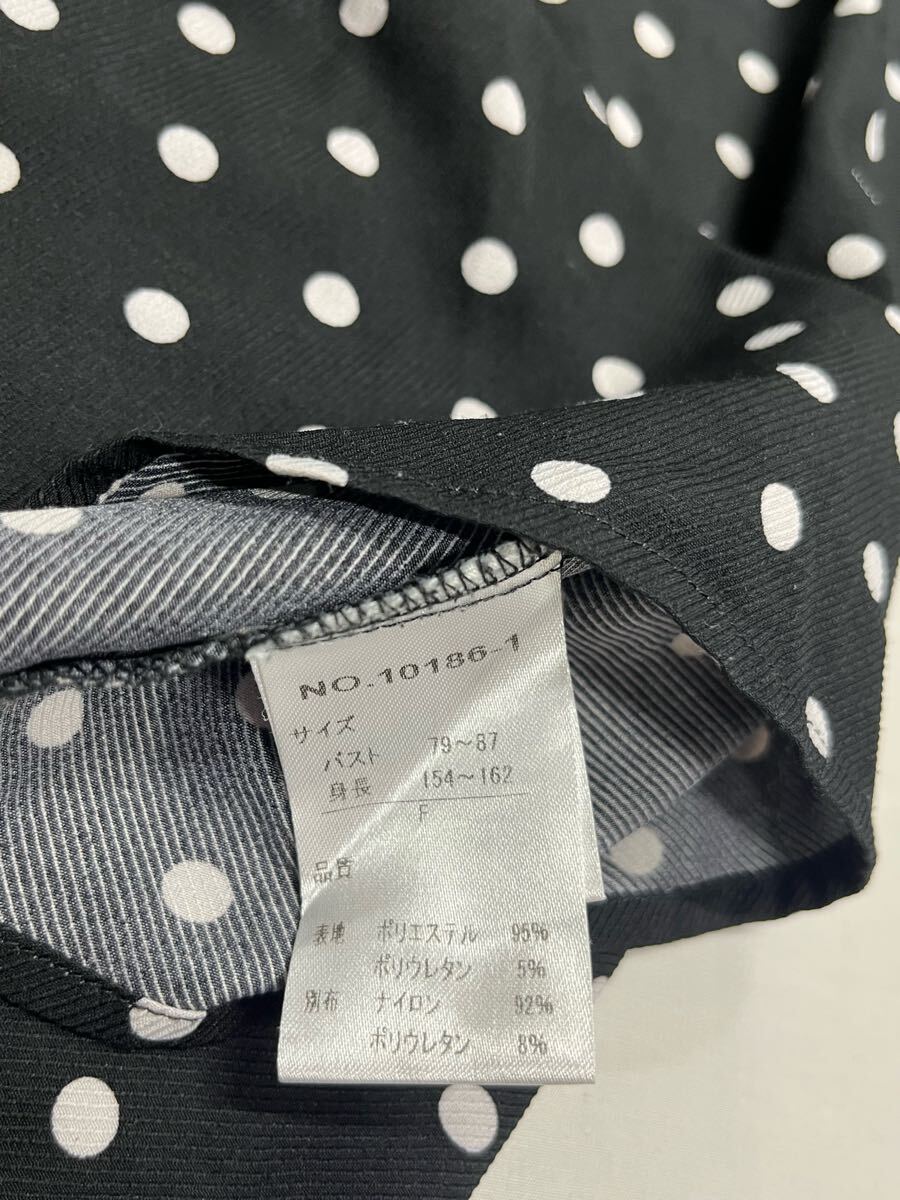 NO.10186-1
サイズ
バスト 79～87
身長 154～162
F
品質
表地 ポリエステル 95%
ポリウレタン 5%
別布 ナイロン 92%
ポリウレタン 8%